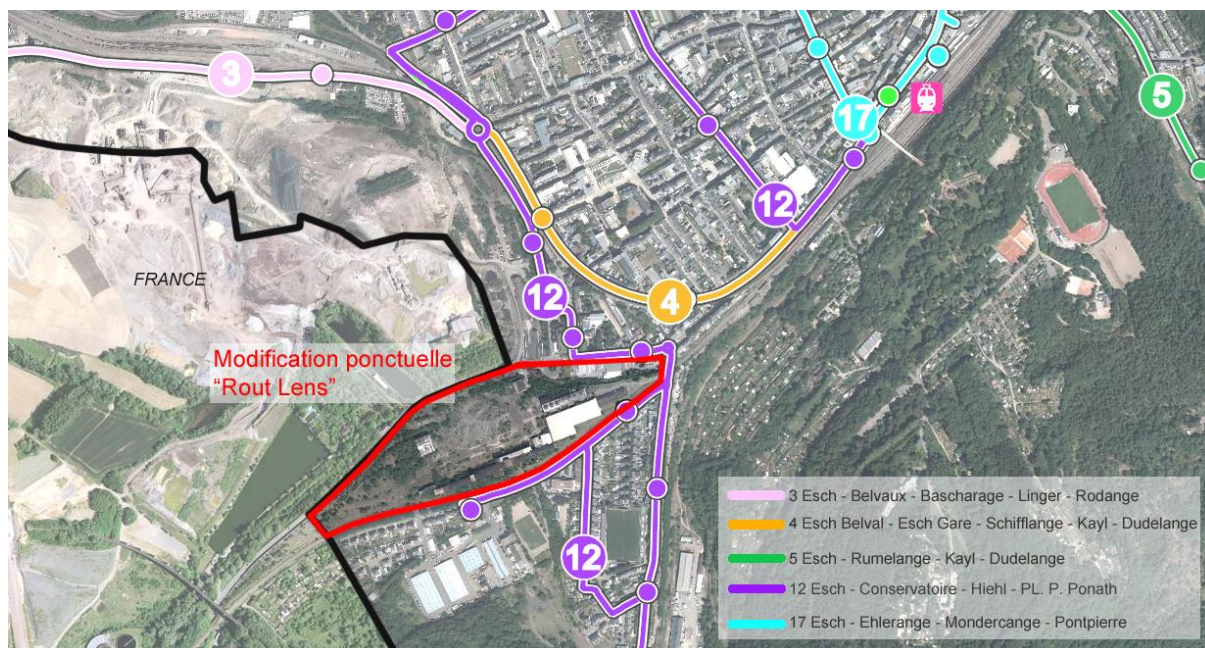 3
5
17
12
FRANCE
12
4
Modification ponctuelle
“Rout Lens”
12
3 Esch - Belvaux - Bascharage - Linger - Rodange
4 Esch Belval - Esch Gare - Schifflange - Kayl - Dudelange
5 Esch - Rumelange - Kayl - Dudelange
12 Esch - Conservatoire - Hiehl - PL. P. Ponath
17 Esch - Ehlerange - Mondercange - Pontpierre